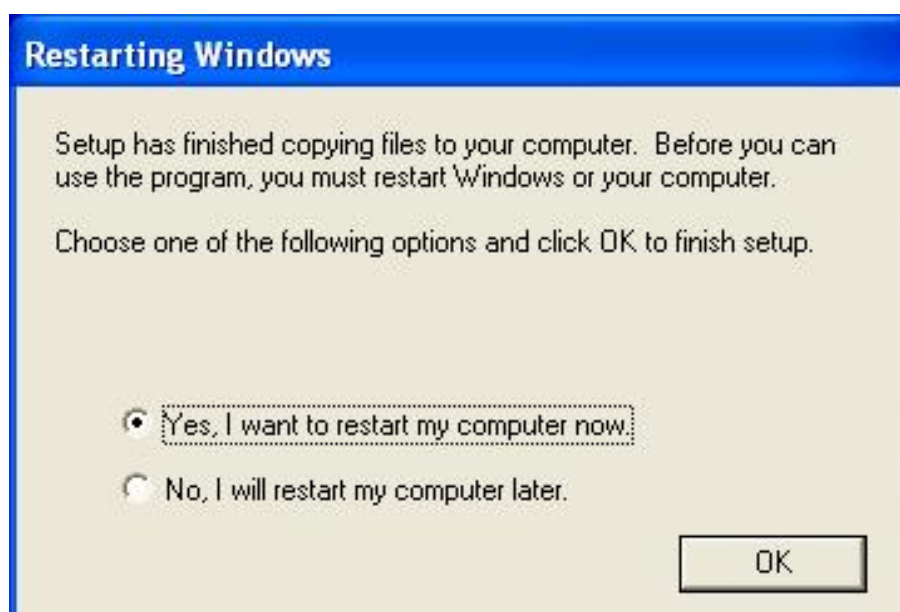 Restarting Windows
Setup has finished copying files to your computer.  Before you can
use the program, you must restart Windows or your computer.
Choose one of the following options and click OK to finish setup.
Yes, I want to restart my computer now.
No, I will restart my computer later.
OK